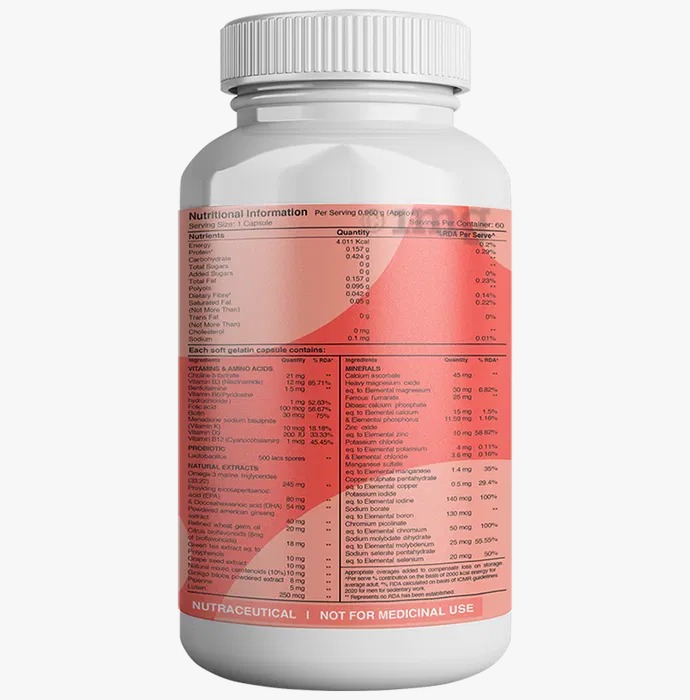 Nutritional Information Per Serving 0.960 g (Approx)
Serving Size: 1 Capsule Servings Per Container: 60
Nutrients Quantity %RDA Per Serve^
Energy 4.011 Kcal 0.2%
Protein# 0.157 g 0.29%
Carbohydrate 0.424 g **
Total Sugars 0 g **
Added Sugars 0 g 0%
Total Fat 0.157 g 0.23%
Polyols 0.095 g **
Dietary Fibre# 0.042 g 0.14%
Saturated Fat 0.05 g 0.22%
(Not More Than)
Trans Fat 0 g 0%
(Not More Than)
Cholesterol 0 mg **
Sodium 0.1 mg 0.01%
Each soft gelatin capsule contains:
Ingredients Quantity % RDA^
VITAMINS & AMINO ACIDS
Choline bitartrate 21 mg **
Vitamin B3 (Niacinamide) 12 mg 85.71%
Benfotiamine 1.5 mg **
Vitamin B6(Pyridoxine
hydrochloride) 1 mg 52.63%
Folic acid 100 mcg 56.67%
Biotin 30 mcg 75%
Menadione sodium bisulphite
(Vitamin K) 10 mcg 18.18%
Vitamin D3 200 IU 33.33%
Vitamin B12 (Cyanocobalamin) 1 mcg 45.45%
PROBIOTIC
Lactobacillus 500 lacs spores **
NATURAL EXTRACTS
Omega-3 marine triglycerides
(33:22) 245 mg **
Providing eicosapentaenoic
acid (EPA) 80 mg **
& Docosahexaenoic acid (DHA) 54 mg **
Powdered american ginseng
extract 40 mg **
Refined wheat germ oil 20 mg **
Citrus bioflavonoids (8mg
of bioflavonoids) 18 mg **
Green tea extract eq. to
Polyphenols 10 mg **
Grape seed extract 10 mg **
Natural mixed carotenoids (10%) 10 mg **
Ginkgo biloba powdered extract 8 mg **
Piperine 5 mg **
Lutein 250 mcg **
Ingredients Quantity % RDA^
MINERALS
Calcium ascorbate 45 mg **
Heavy magnesium oxide
eq. to Elemental magnesium 30 mg 6.82%
Ferrous fumarate 25 mg **
Dibasic calcium phosphate
eq. to Elemental calcium 15 mg 1.5%
& Elemental phosphorus 11.59 mg 1.16%
Zinc oxide
eq. to Elemental zinc 10 mg 58.82%
Potassium chloride
eq. to Elemental potassium 4 mg 0.11%
& Elemental chloride 3.6 mg 0.16%
Manganese sulfate
eq. to Elemental manganese 1.4 mg 35%
Copper sulphate pentahydrate
eq. to Elemental copper 0.5 mg 29.4%
Potassium iodide
eq. to Elemental iodine 140 mcg 100%
Sodium borate
eq. to Elemental boron 130 mcg **
Chromium picolinate
eq. to Elemental chromium 50 mcg 100%
Sodium molybdate dihydrate
eq. to Elemental molybdenum 25 mcg 55.55%
Sodium selenate pentahydrate
eq. to Elemental selenium 20 mcg 50%
Appropriate overages added to compensate loss on storage.
^Per serve % contribution on the basis of 2000 kcal energy for
average adult. ^% RDA calculated on basis of ICMR guidelines
2020 for men for sedentary work.
** Represents no RDA has been established.
NUTRACEUTICAL | NOT FOR MEDICINAL USE